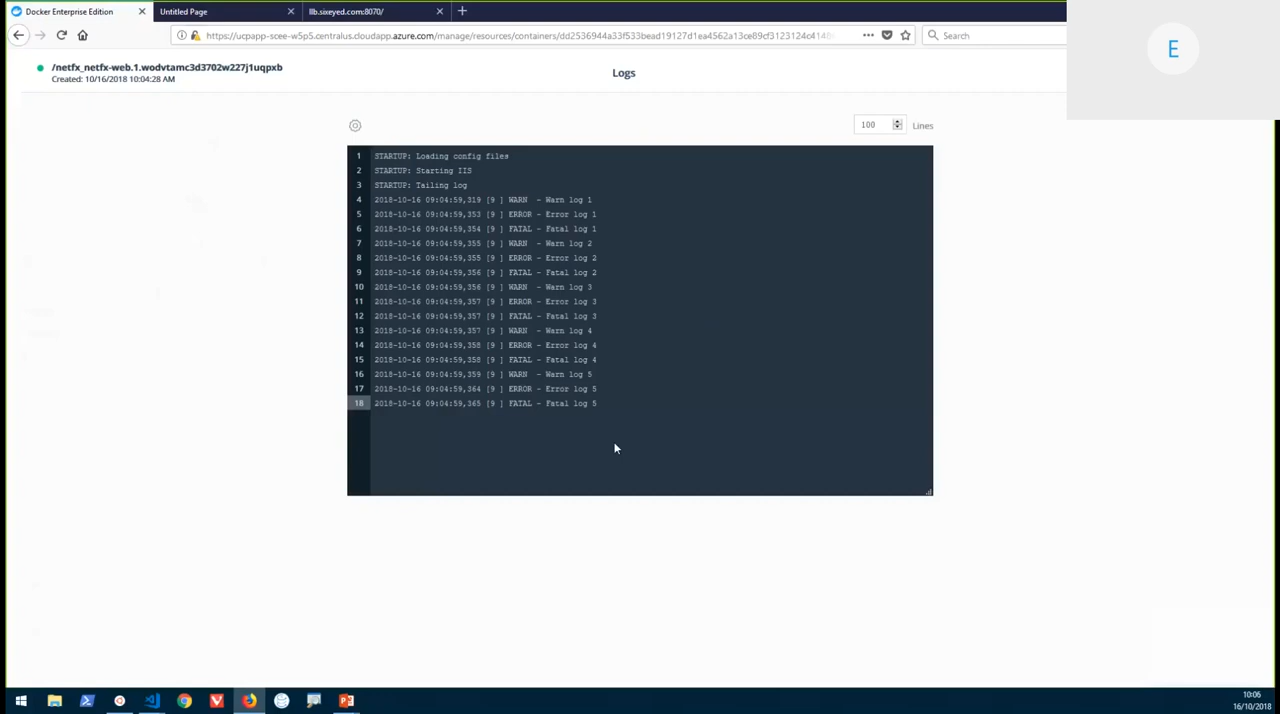 Docker Enterprise Edition
Untitled Page
llb.sixeyed.com:8070/
Search
E
/netfx_netfx-web.1.wodvtamc3d3702w227j1uqpxb
Created: 10/16/2018 10:04:28 AM
Logs
100 Lines
1 STARTUP: Loading config files
2 STARTUP: Starting IIS
3 STARTUP: Tailing log
4 2018-10-16 09:04:59,319 [9 ] WARN - Warn log 1
5 2018-10-16 09:04:59,353 [9 ] ERROR - Error log 1
6 2018-10-16 09:04:59,354 [9 ] FATAL - Fatal log 1
7 2018-10-16 09:04:59,355 [9 ] WARN - Warn log 2
8 2018-10-16 09:04:59,355 [9 ] ERROR - Error log 2
9 2018-10-16 09:04:59,356 [9 ] FATAL - Fatal log 2
10 2018-10-16 09:04:59,356 [9 ] WARN - Warn log 3
11 2018-10-16 09:04:59,357 [9 ] ERROR - Error log 3
12 2018-10-16 09:04:59,357 [9 ] FATAL - Fatal log 3
13 2018-10-16 09:04:59,357 [9 ] WARN - Warn log 4
14 2018-10-16 09:04:59,358 [9 ] ERROR - Error log 4
15 2018-10-16 09:04:59,358 [9 ] FATAL - Fatal log 4
16 2018-10-16 09:04:59,359 [9 ] WARN - Warn log 5
17 2018-10-16 09:04:59,364 [9 ] ERROR - Error log 5
18 2018-10-16 09:04:59,365 [9 ] FATAL - Fatal log 5
10:05
16/10/2018